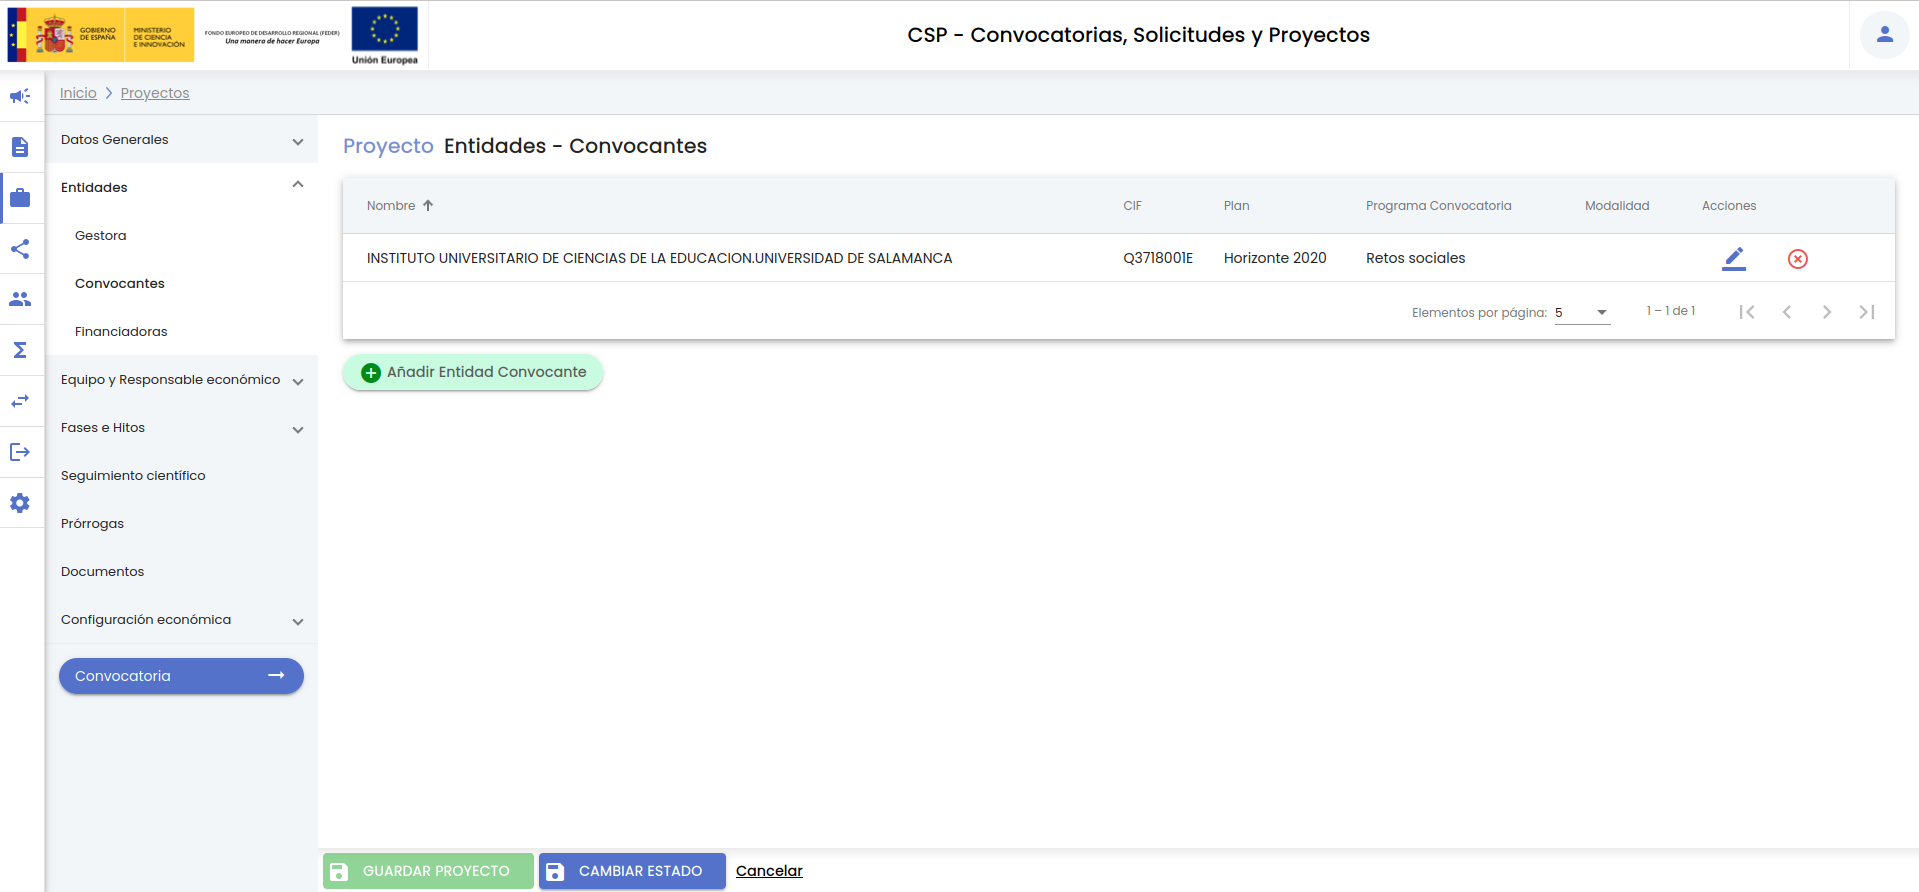 GOBIERNO
DE ESPAÑA
MINISTERIO
DE CIENCIA
E INNOVACIÓN
FONDO EUROPEO DE DESARROLLO REGIONAL (FEDER)
Una manera de hacer Europa
Unión Europea
CSP - Convocatorias, Solicitudes y Proyectos
Inicio > Proyectos
Datos Generales
Entidades
Gestora
Convocantes
Financiadoras
Equipo y Responsable económico
Fases e Hitos
Seguimiento científico
Prórrogas
Documentos
Configuración económica
Convocatoria
Proyecto Entidades - Convocantes
Nombre CIF Plan Programa Convocatoria Modalidad Acciones
INSTITUTO UNIVERSITARIO DE CIENCIAS DE LA EDUCACION.UNIVERSIDAD DE SALAMANCA Q3718001E Horizonte 2020 Retos sociales
Elementos por página: 5 1 – 1 de 1
Añadir Entidad Convocante
GUARDAR PROYECTO CAMBIAR ESTADO Cancelar